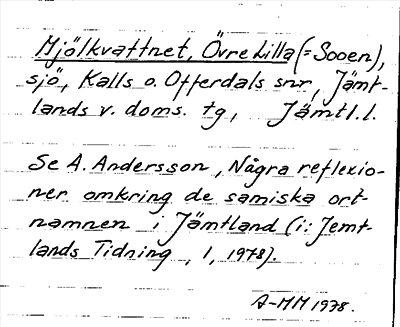 Mjölkvattnet, Övre Lilla (= Sooen),
sjö, Kalls o. Offerdals snr, Jämt-
lands v. doms. tg, Jämtl.l.
Se A. Andersson, Några reflexio-
ner omkring de samiska ort-
namnen i Jämtland (i: Jemt-
lands Tidning, 1, 1978).
A-MM 1978.